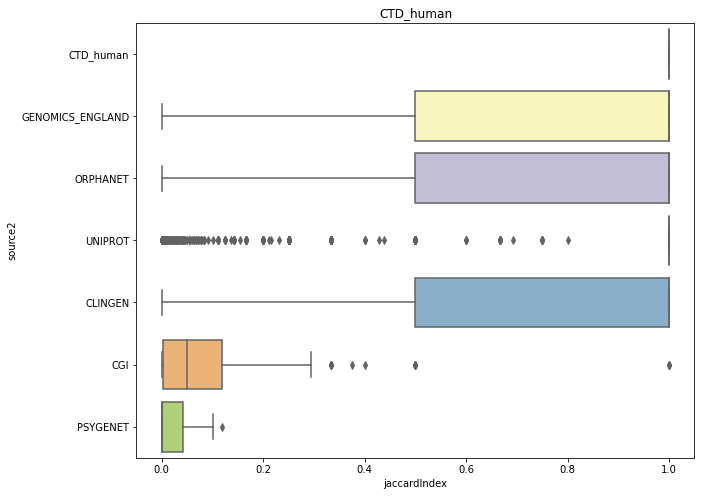 CTD_human
CTD_human
GENOMICS_ENGLAND
ORPHANET
UNIPROT
CLINGEN
CGI
PSYGENET
source2
0.0 0.2 0.4 0.6 0.8 1.0
jaccardIndex